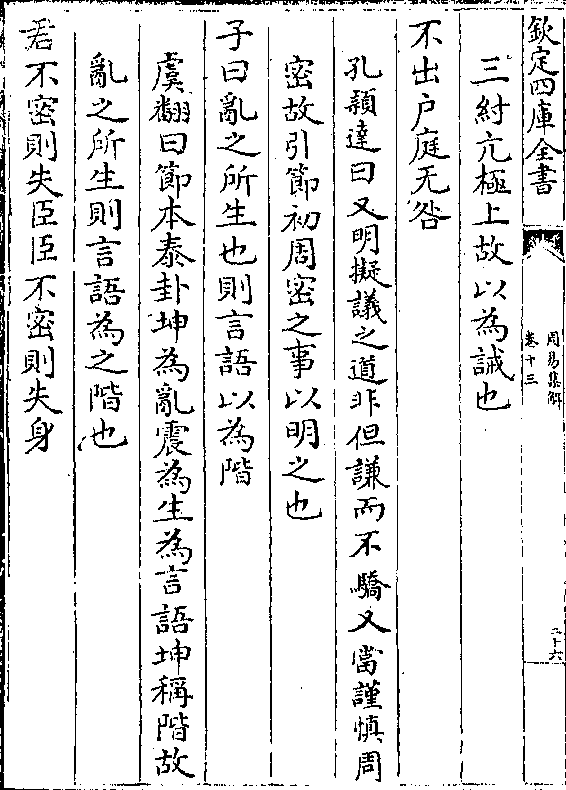 欽定四庫全書
周易集解
卷十三
二十六
三紂亢極上故以為誡也
不出户庭无咎
孔穎達曰又明擬議之道非但謙而不驕又當謹慎周
密故引節初周密之事以明之也
子曰亂之所生也則言語以為階
虞翻曰節本泰卦坤為亂震為生為言語坤稱階故
亂之所生則言語為之階也
君不密則失臣臣不密則失身